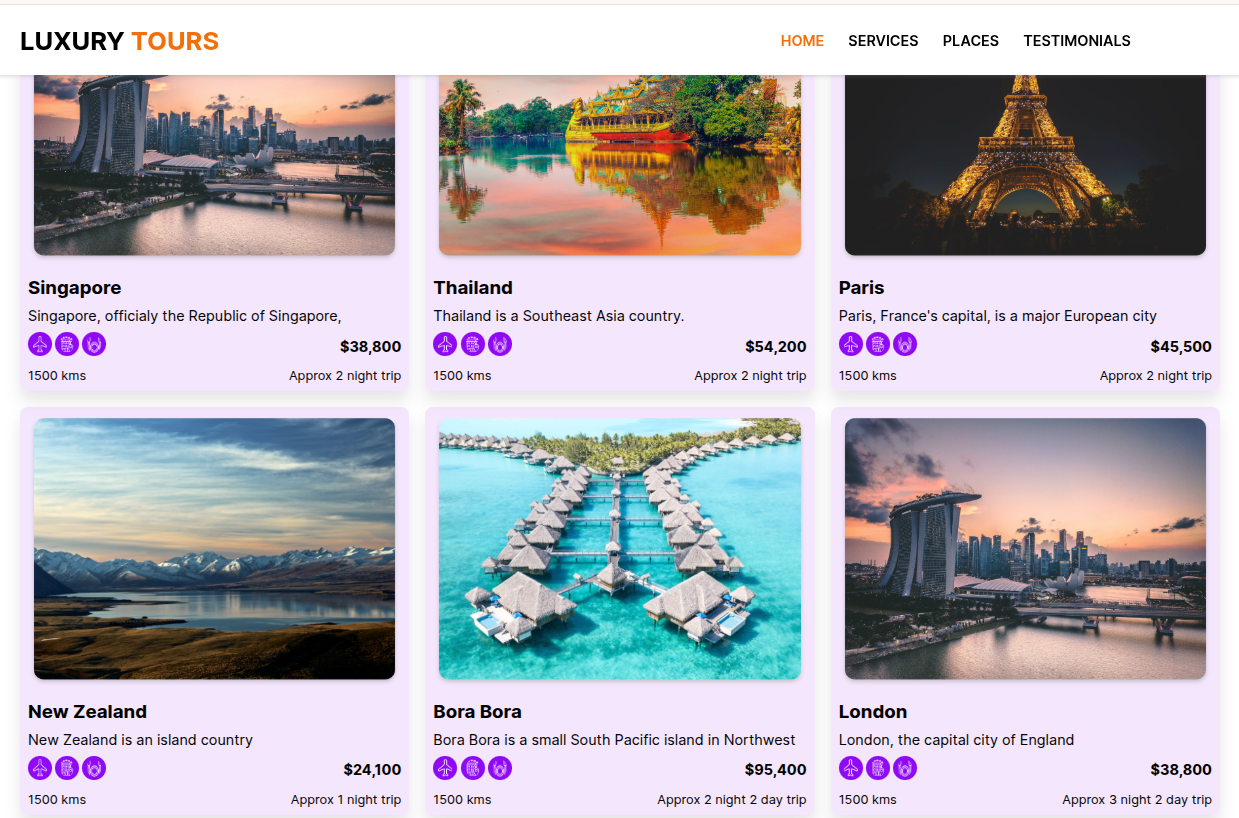 LUXURY TOURS
HOME SERVICES PLACES TESTIMONIALS
Singapore
Singapore, officialy the Republic of Singapore,
$38,800
1500 kms Approx 2 night trip
Thailand
Thailand is a Southeast Asia country.
$54,200
1500 kms Approx 2 night trip
Paris
Paris, France's capital, is a major European city
$45,500
1500 kms Approx 2 night trip
New Zealand
New Zealand is an island country
$24,100
1500 kms Approx 1 night trip
Bora Bora
Bora Bora is a small South Pacific island in Northwest
$95,400
1500 kms Approx 2 night 2 day trip
London
London, the capital city of England
$38,800
1500 kms Approx 3 night 2 day trip